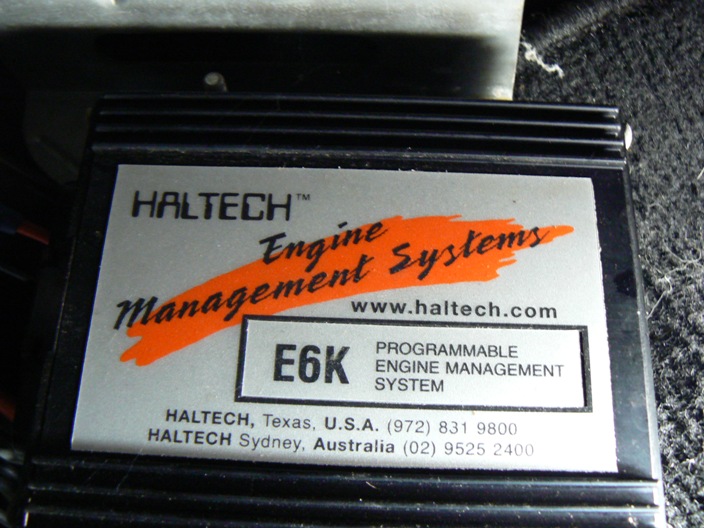 HALTECH™
Engine
Management Systems
www.haltech.com
E6K
PROGRAMMABLE
ENGINE MANAGEMENT
SYSTEM
HALTECH, Texas, U.S.A. (972) 831 9800
HALTECH Sydney, Australia (02) 9525 2400